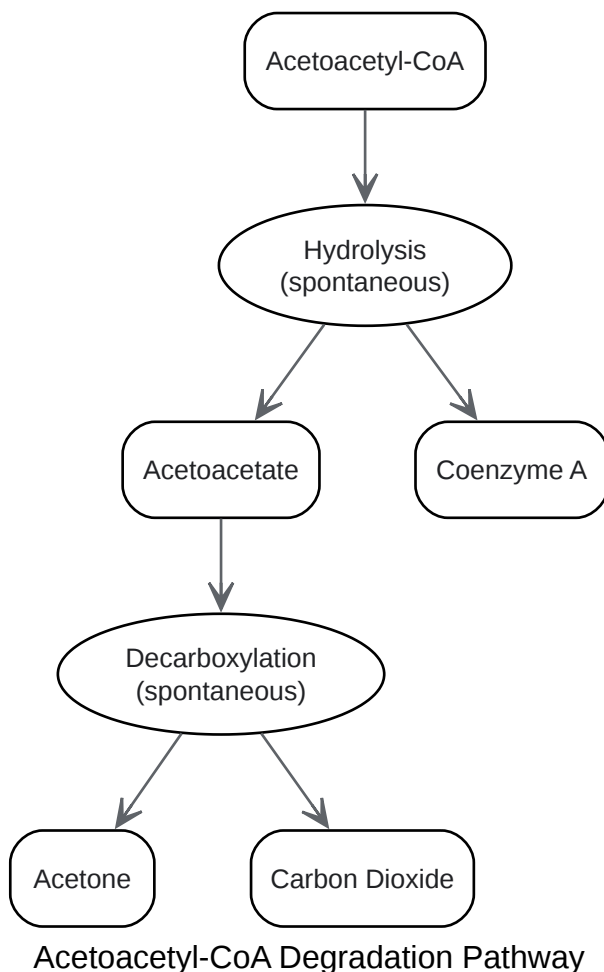 Acetoacetyl-CoA
Hydrolysis
(spontaneous)
Acetoacetate
Coenzyme A
Decarboxylation
(spontaneous)
Acetone
Carbon Dioxide
Acetoacetyl-CoA Degradation Pathway